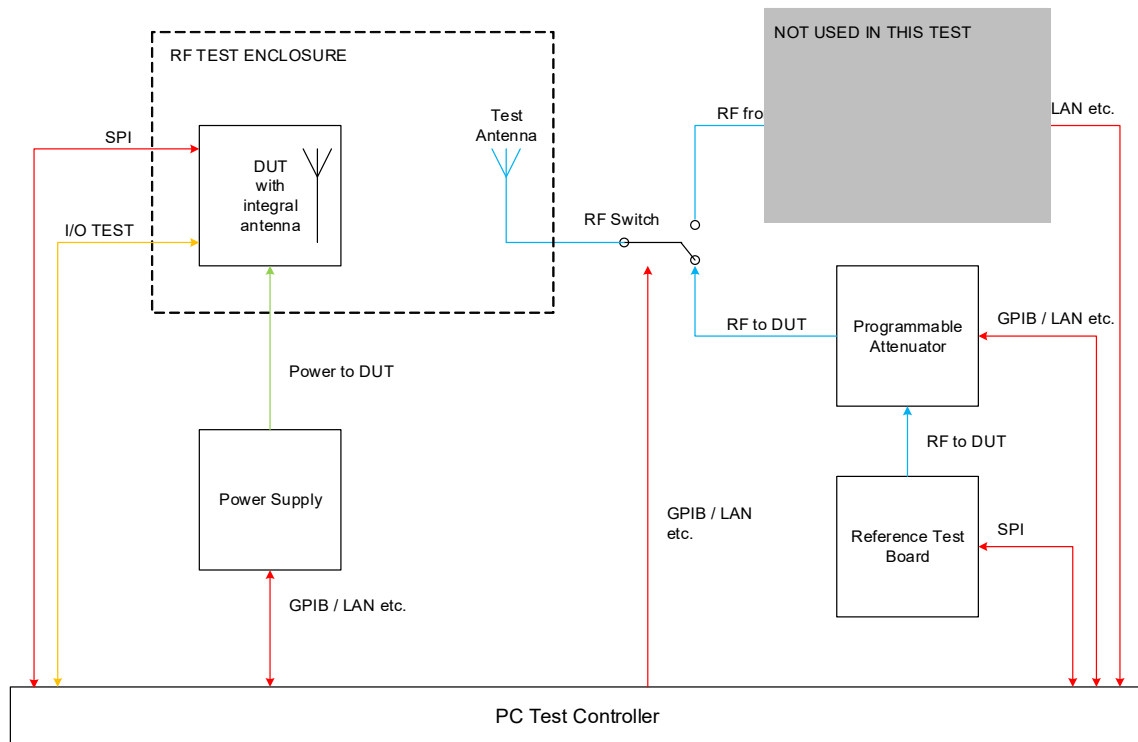 NOT USED IN THIS TEST
RF TEST ENCLOSURE
Test
Antenna
RF fro
LAN etc.
SPI
DUT
with
integral
antenna
RF Switch
I/O TEST
RF to DUT
Programmable
Attenuator
GPIB / LAN etc.
Power to DUT
RF to DUT
Power Supply
GPIB / LAN
etc.
Reference Test
Board
SPI
GPIB / LAN etc.
PC Test Controller